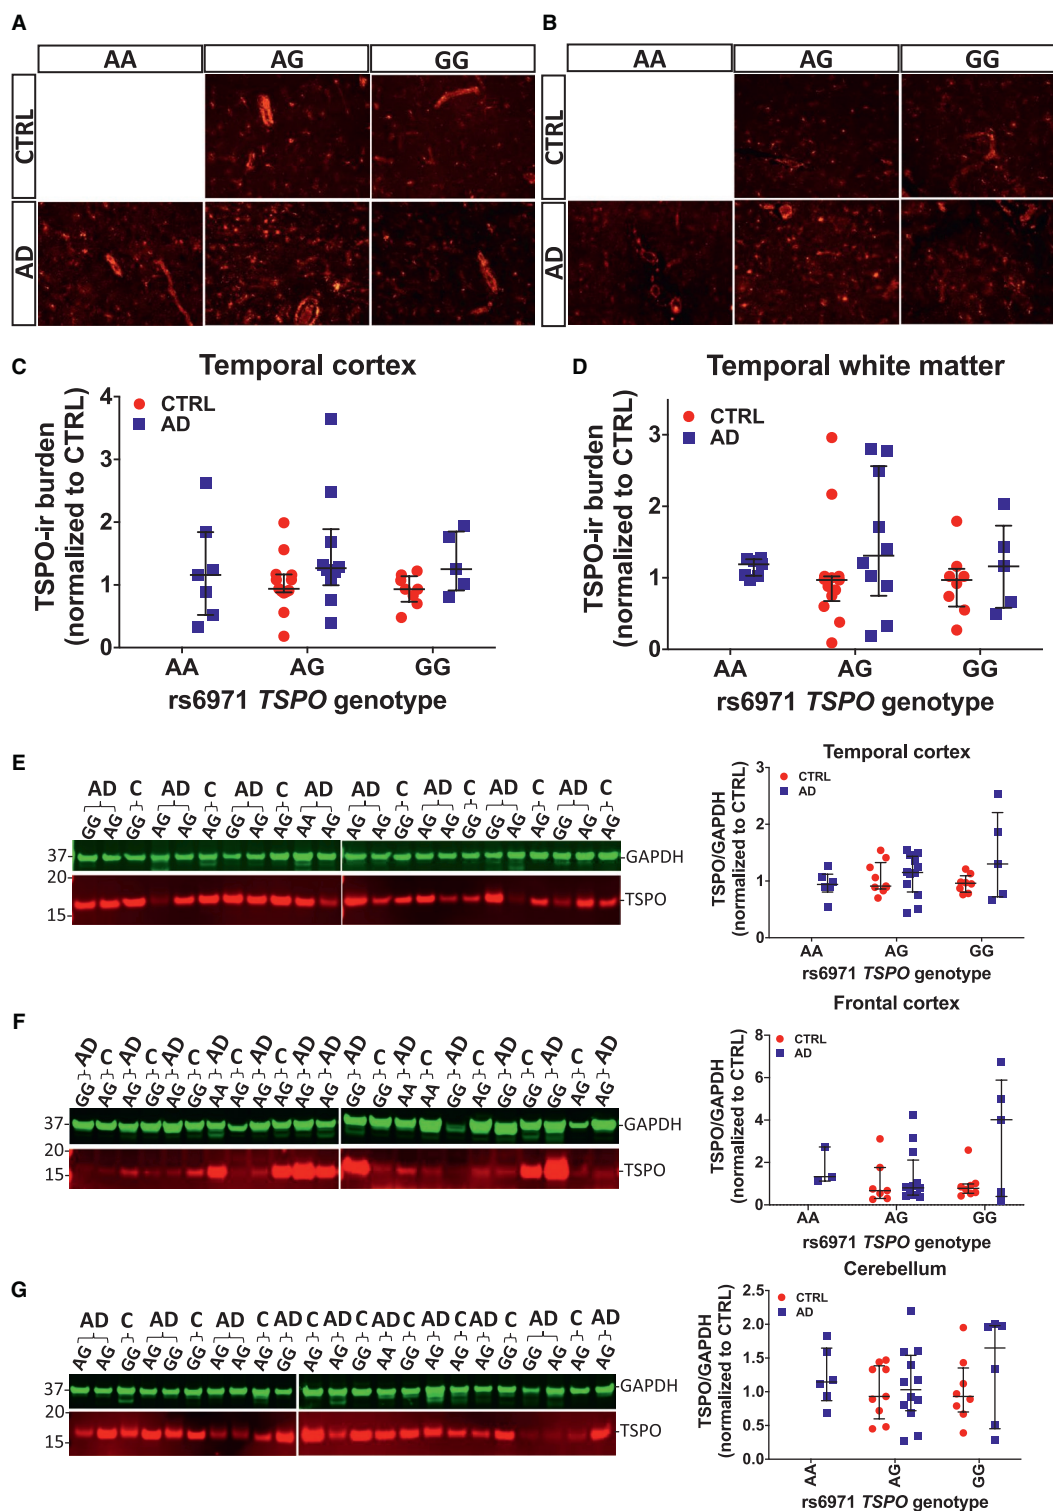 A
AA AG GG
CTRL
AD
B
AA AG GG
CTRL
AD
C
Temporal cortex
TSPO-ir burden
(normalized to CTRL)
CTRL
AD
4
3
2
1
0
AA AG GG
rs6971 TSPO genotype
D
Temporal white matter
TSPO-ir burden
(normalized to CTRL)
CTRL
AD
3
2
1
0
AA AG GG
rs6971 TSPO genotype
E
AD C AD C AD C AD AD C AD C AD C AD C
GG AG GG AG AG AG GG AG AG AA AG AG AG GG AG AG GG GG AG AG GG AG AG
37 GAPDH
20
15 TSPO
Temporal cortex
TSPO/GAPDH
(normalized to CTRL)
CTRL
AD
3
2
1
0
AA AG GG
rs6971 TSPO genotype
F
AD C AD C AD C AD C AD C AD AD C AD C AD C AD C AD C AD
GG AG AG GG AG GG AA AG AG AG AG GG GG AA AA GG AG GG GG GG AG AG
37 GAPDH
20
15 TSPO
Frontal cortex
TSPO/GAPDH
(normalized to CTRL)
CTRL
AD
8
6
4
2
0
AA AG GG
rs6971 TSPO genotype
G
AD C AD C AD C AD C AD C AD C AD C AD C AD
AG AG GG AG GG GG AG AG AG GG AG AG GG AA GG AG AG AG GG GG AA AG AG
37 GAPDH
20
15 TSPO
Cerebellum
TSPO/GAPDH
(normalized to CTRL)
CTRL
AD
2.5
2.0
1.5
1.0
0.5
0.0
AA AG GG
rs6971 TSPO genotype